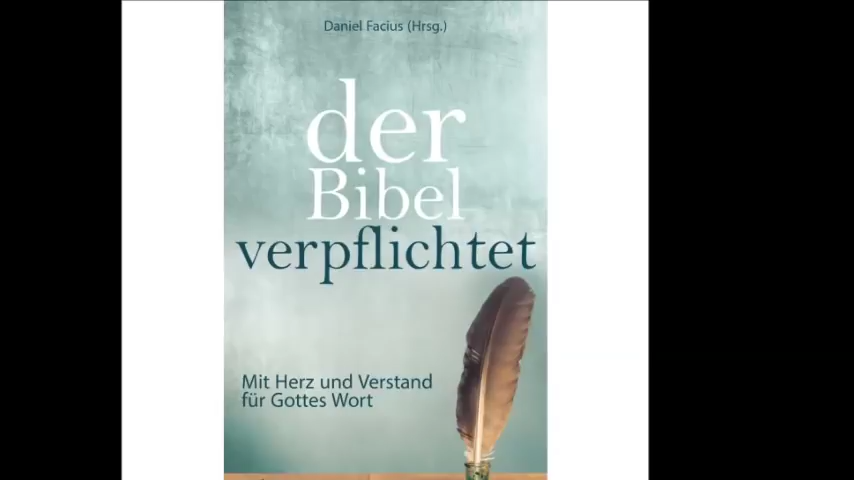 Daniel Facius (Hrsg.)
der
Bibel
verpflichtet
Mit Herz und Verstand
für Gottes Wort